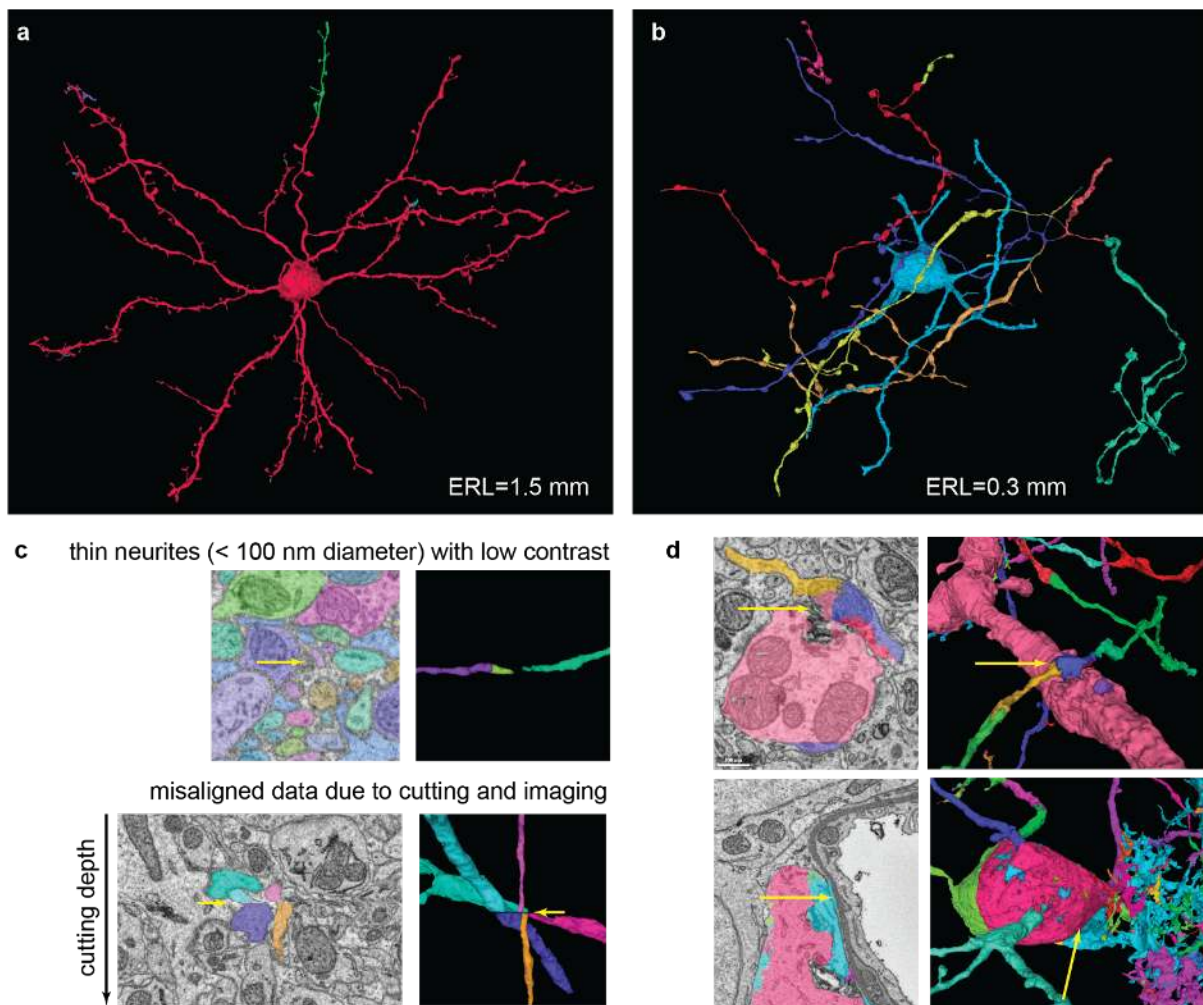 a
b
ERL=1.5 mm
ERL=0.3 mm
c thin neurites (< 100 nm diameter) with low contrast
d
misaligned data due to cutting and imaging
cutting depth